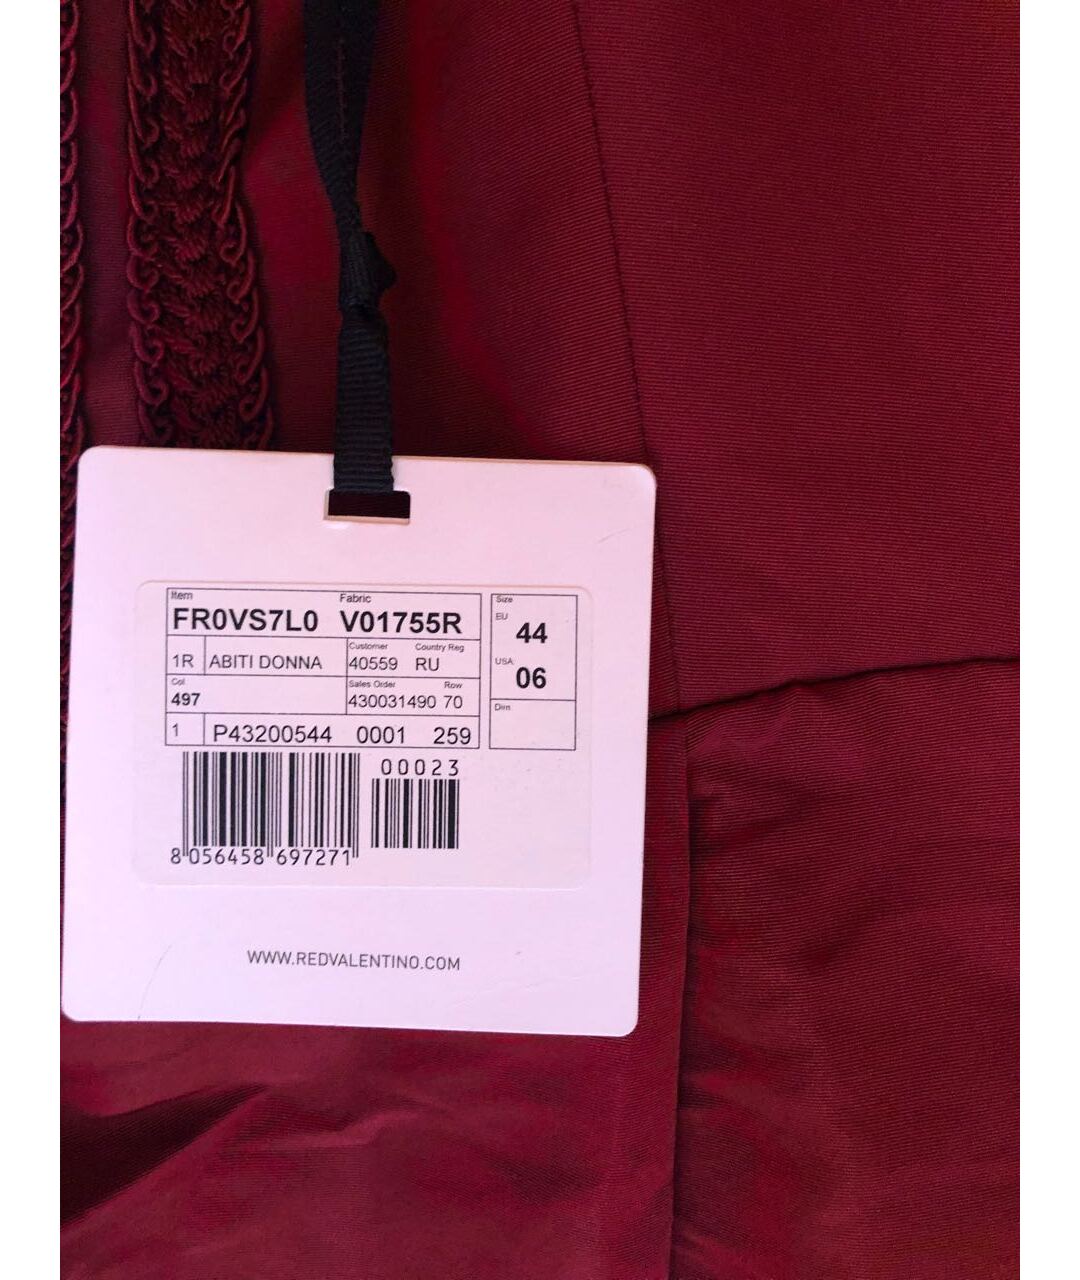 Item Fabric Size
FR0VS7L0 V01755R EU 44
Customer Country Reg
1R ABITI DONNA 40559 RU USA 06
Col Sales Order Row
497 430031490 70 Dim
1 P43200544 0001 259
00023
8 056458 697271
WWW.REDVALENTINO.COM